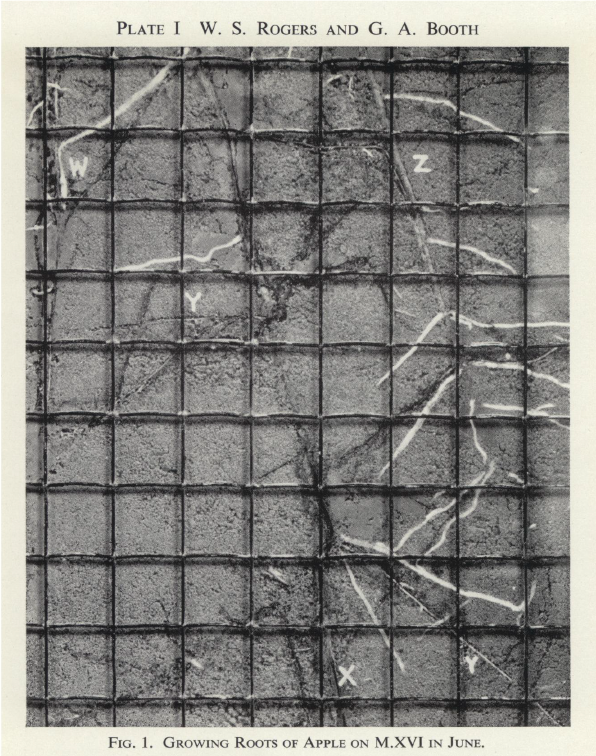 PLATE I W. S. ROGERS AND G. A. BOOTH
W
Z
Y
X
Y
FIG. 1. GROWING ROOTS OF APPLE ON M.XVI IN JUNE.